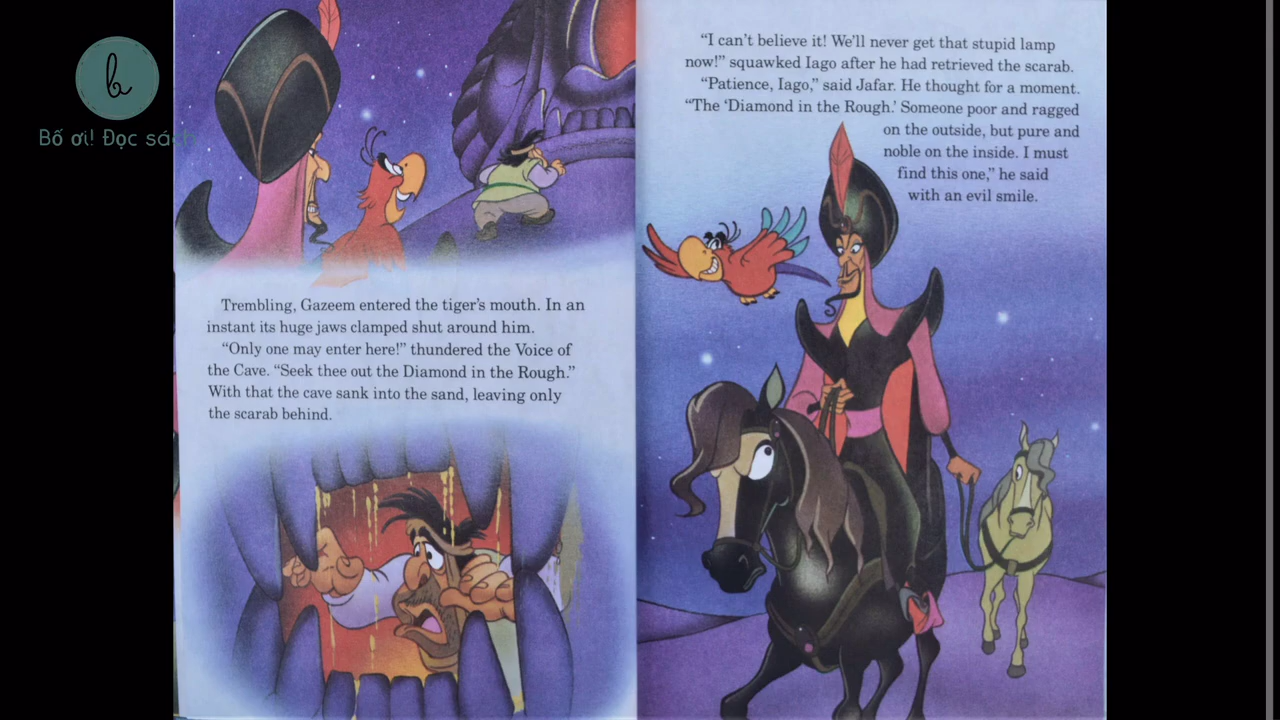 b
Bố ơi! Đọc sách
Trembling, Gazeem entered the tiger's mouth. In an
instant its huge jaws clamped shut around him.
"Only one may enter here!" thundered the Voice of
the Cave. "Seek thee out the Diamond in the Rough."
With that the cave sank into the sand, leaving only
the scarab behind.
"I can't believe it! We'll never get that stupid lamp
now!" squawked Iago after he had retrieved the scarab.
"Patience, Iago," said Jafar. He thought for a moment.
"The 'Diamond in the Rough.' Someone poor and ragged
on the outside, but pure and
noble on the inside. I must
find this one," he said
with an evil smile.